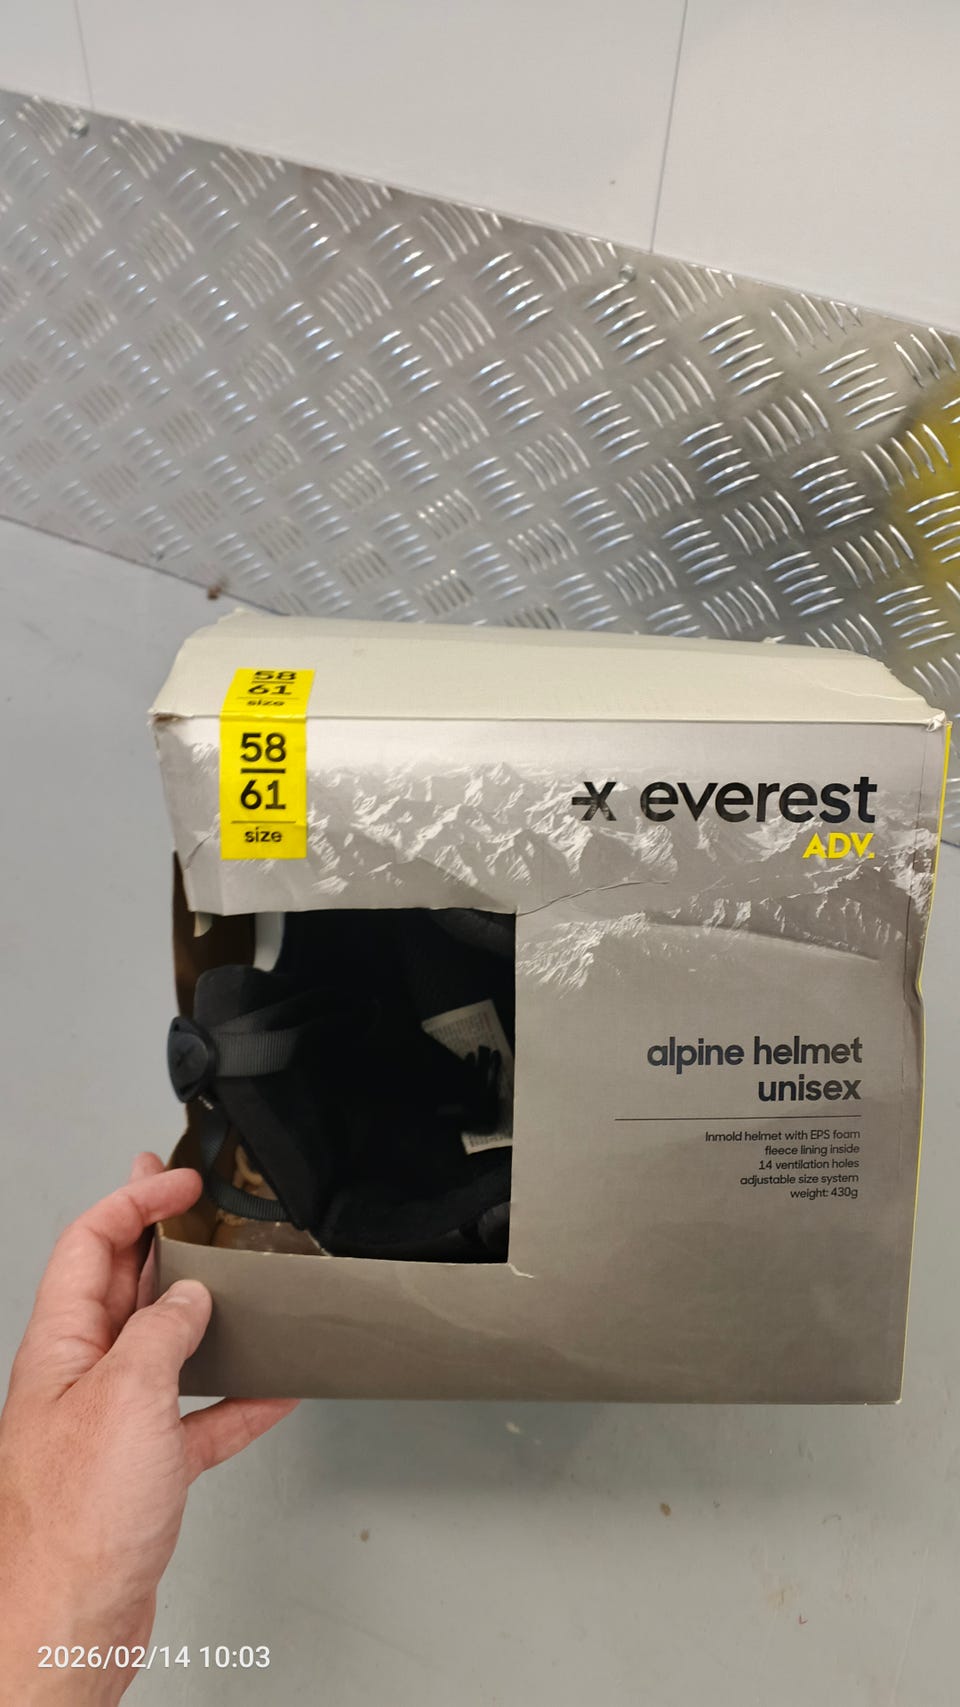 58
61
size
58
61
size
everest
ADV.
alpine helmet
unisex
Inmold helmet with EPS foam
fleece lining inside
14 ventilation holes
adjustable size system
weight: 430g
2026/02/14 10:03